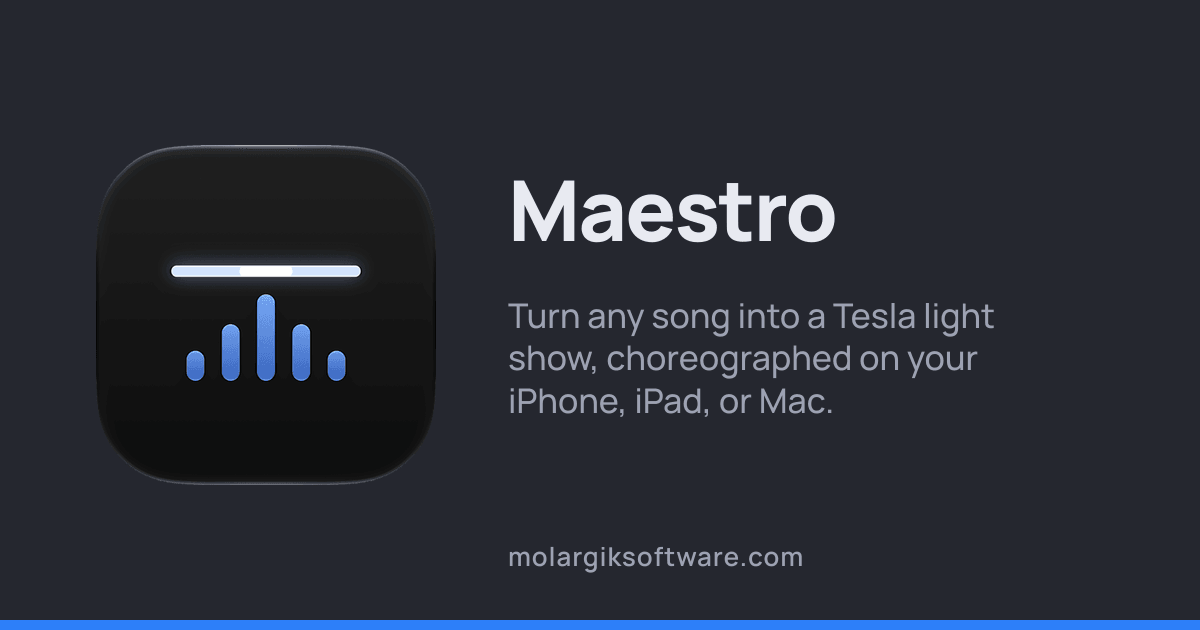 Maestro
Turn any song into a Tesla light
show, choreographed on your
iPhone, iPad, or Mac.
molargiksoftware.com